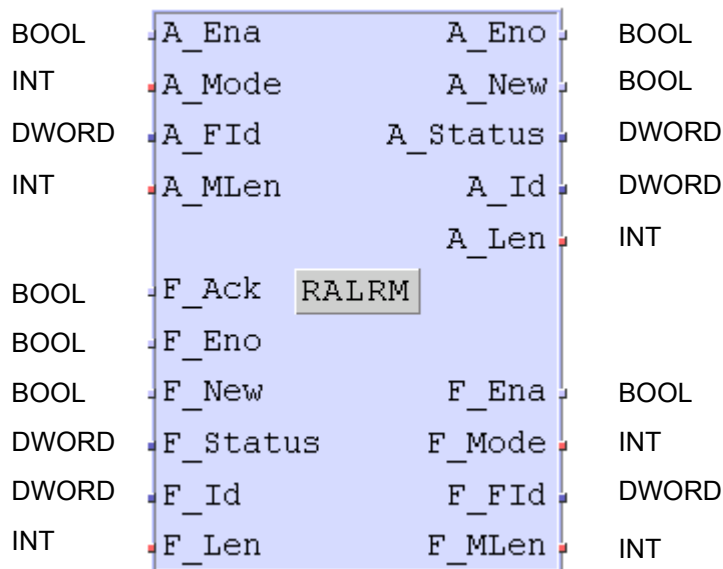 BOOL A_Ena A_Eno BOOL
INT A_Mode A_New BOOL
DWORD A_FId A_Status DWORD
INT A_MLen A_Id DWORD
A_Len INT
BOOL F_Ack RALRM
BOOL F_Eno
BOOL F_New F_Ena BOOL
DWORD F_Status F_Mode INT
DWORD F_Id F_FId DWORD
INT F_Len F_MLen INT